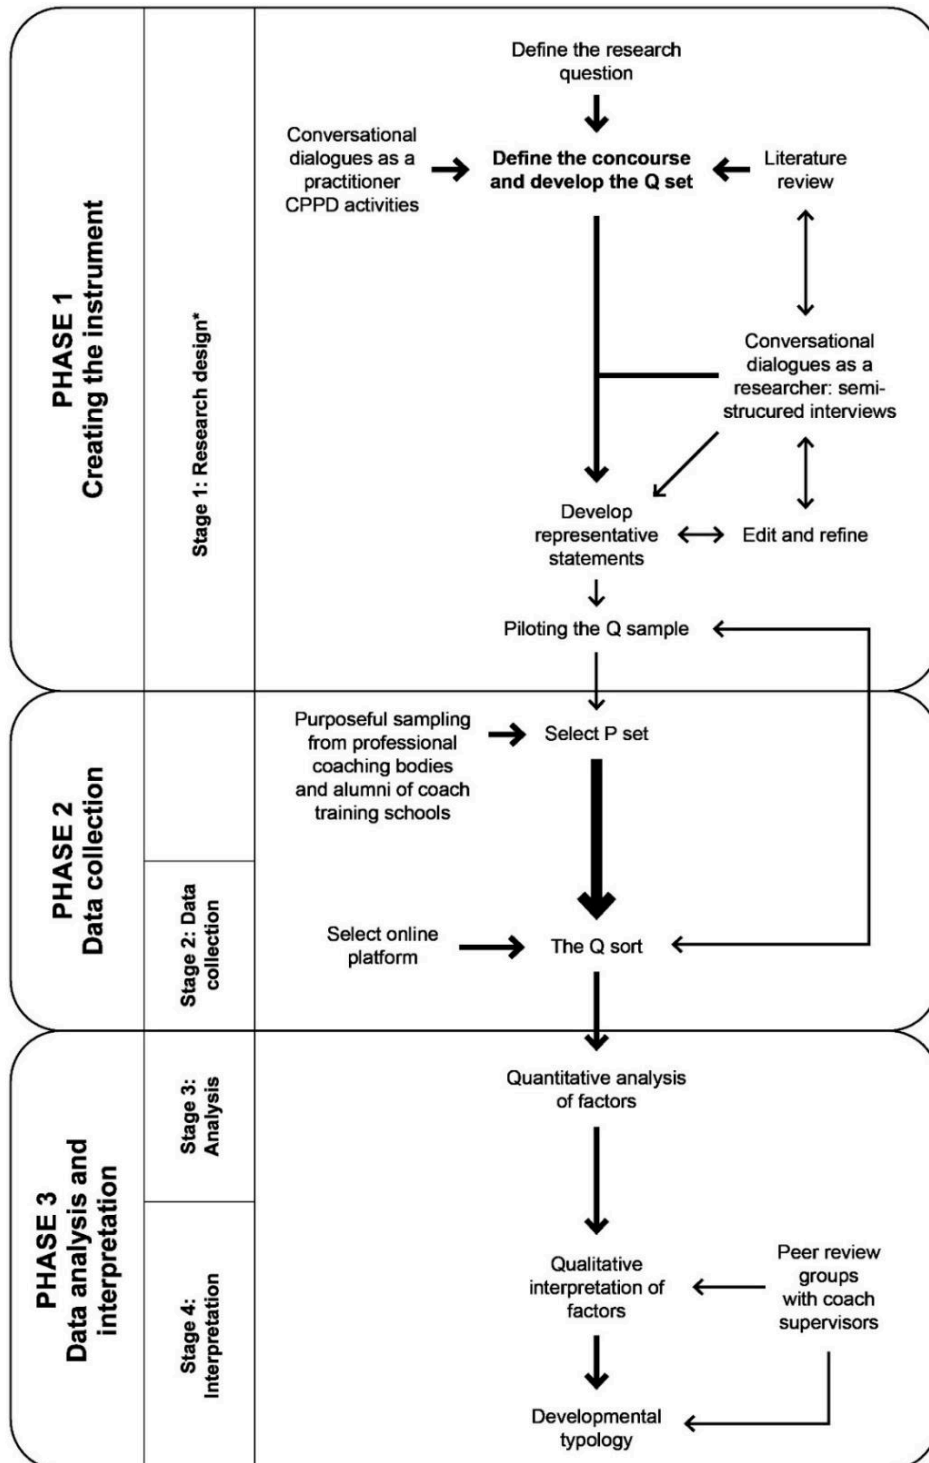 PHASE 1
Creating the instrument
Stage 1: Research design*
Define the research
question
Conversational
dialogues as a
practitioner
CPPD activities
Define the concourse
and develop the Q set
Literature
review
Conversational
dialogues as a
researcher: semi-
strucured interviews
Develop
representative
statements
Edit and refine
Piloting the Q sample
PHASE 2
Data collection
Purposeful sampling
from professional
coaching bodies
and alumni of coach
training schools
Select P set
Stage 2: Data
collection
Select online
platform
The Q sort
PHASE 3
Data analysis and
interpretation
Stage 3:
Analysis
Quantitative analysis
of factors
Stage 4:
Interpretation
Qualitative
interpretation of
factors
Peer review
groups
with coach
supervisors
Developmental
typology